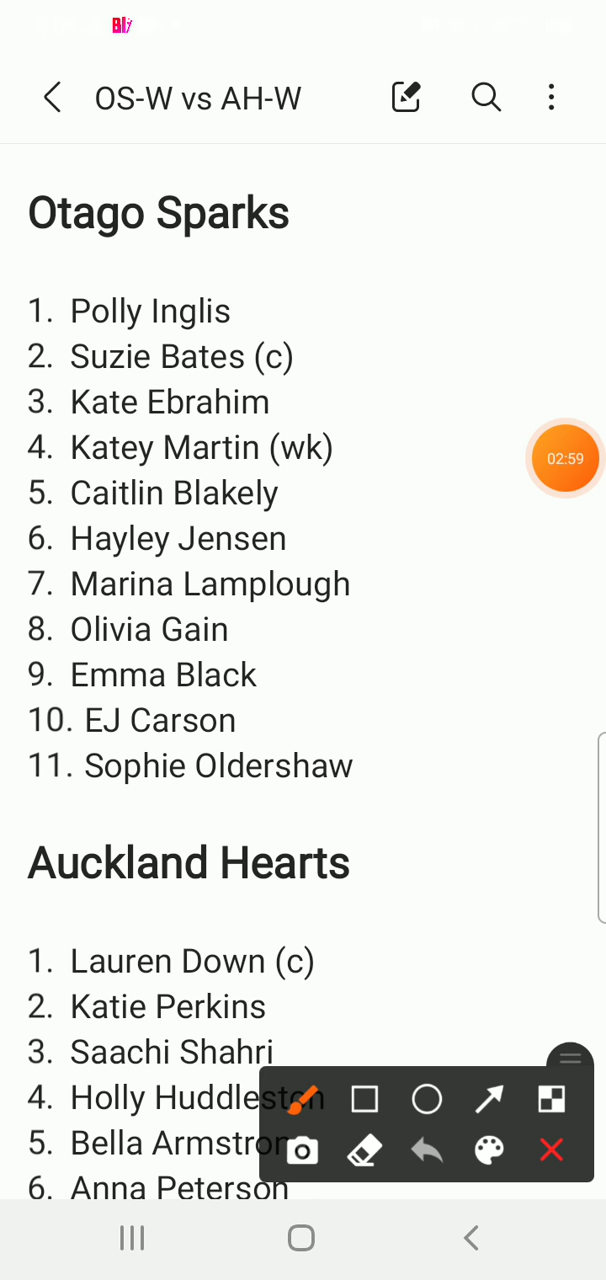 OS-W vs AH-W
Otago Sparks
1. Polly Inglis
2. Suzie Bates (c)
3. Kate Ebrahim
4. Katey Martin (wk)
02:59
5. Caitlin Blakely
6. Hayley Jensen
7. Marina Lamplough
8. Olivia Gain
9. Emma Black
10. EJ Carson
11. Sophie Oldershaw
Auckland Hearts
1. Lauren Down (c)
2. Katie Perkins
3. Saachi Shahri
4. Holly Huddleston
5. Bella Armstron
6. Anna Peterson